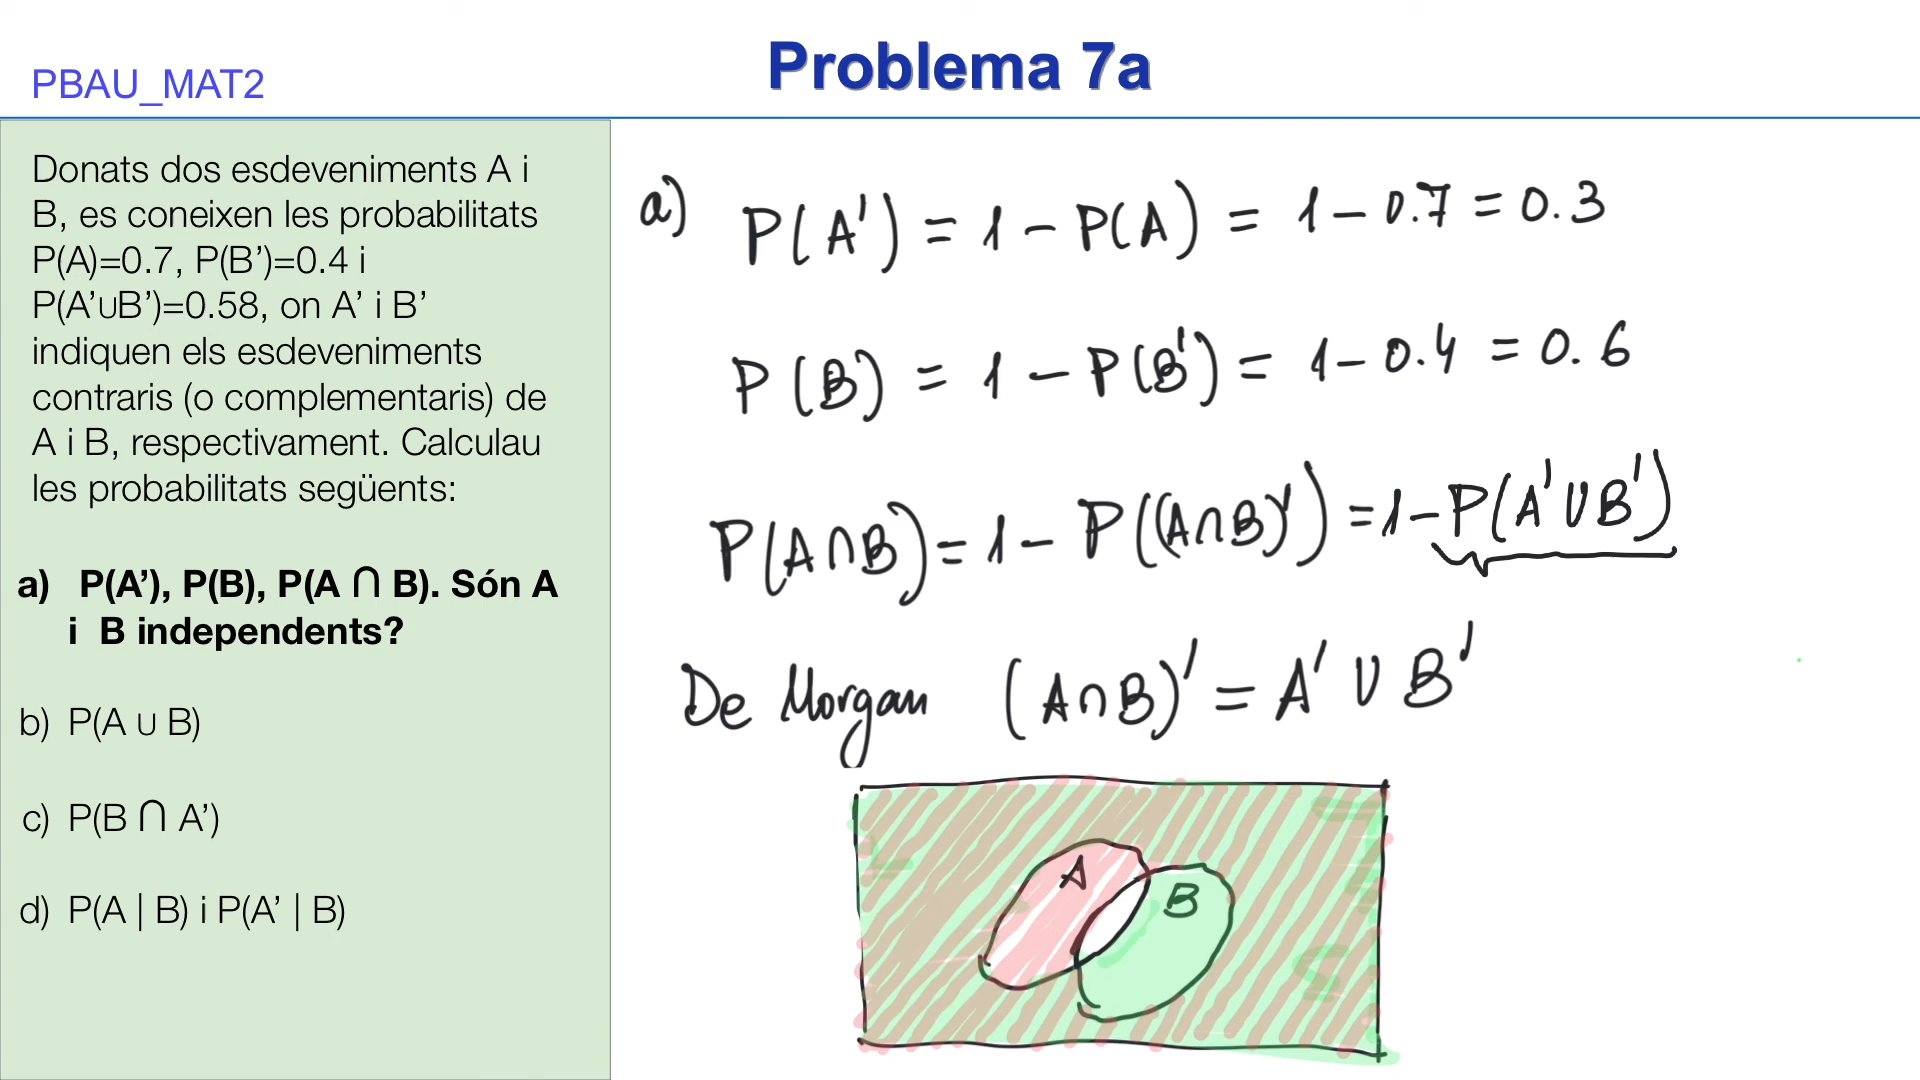 Problema 7a
PBAU_MAT2
Donats dos esdeveniments A i
B, es coneixen les probabilitats
P(A)=0.7, P(B’)=0.4 i
P(A’∪B’)=0.58, on A’ i B’
indiquen els esdeveniments
contraris (o complementaris) de
A i B, respectivament. Calculau
les probabilitats següents:
a) P(A’), P(B), P(A ∩ B). Són A
i B independents?
b) P(A ∪ B)
c) P(B ∩ A’)
d) P(A | B) i P(A’ | B)
a) P(A') = 1 - P(A) = 1 - 0.7 = 0.3
P(B) = 1 - P(B') = 1 - 0.4 = 0.6
P(A∩B) = 1 - P((A∩B)') = 1 - P(A'∪B')
De Morgan (A∩B)' = A' ∪ B'
A
B